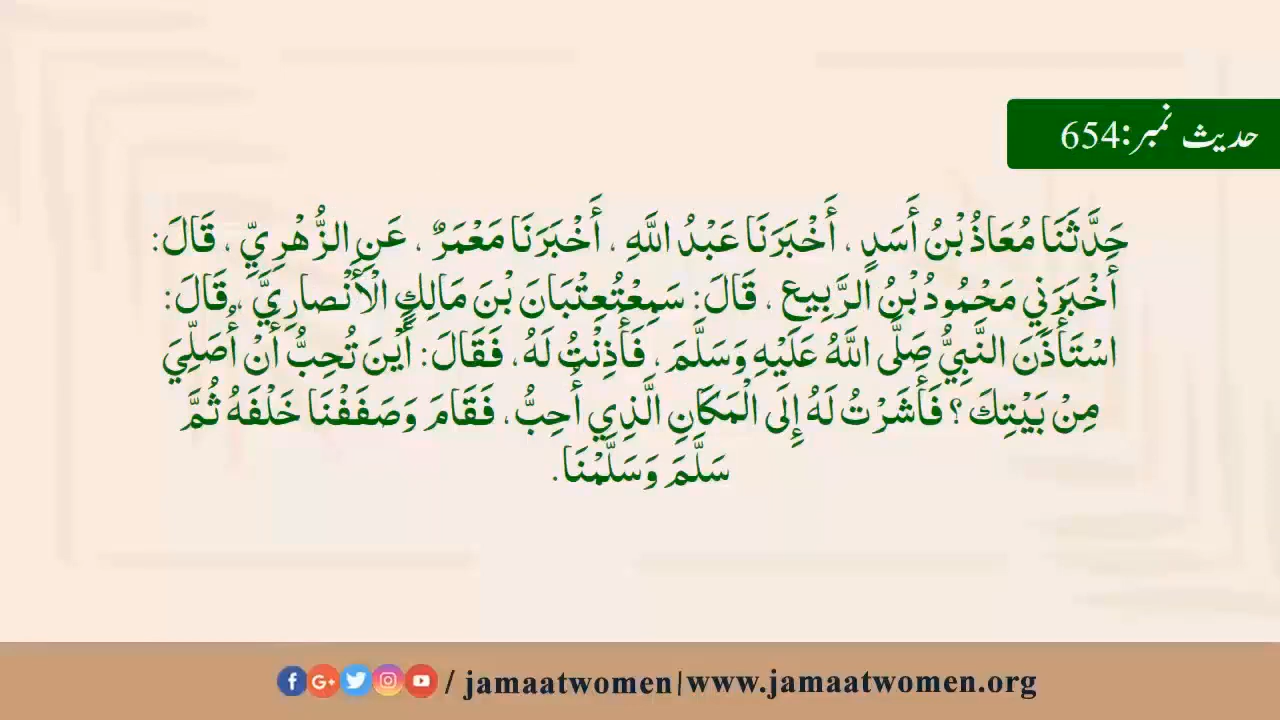 حدیث نمبر:654
حَدَّثَنَا مُعَاذُ بْنُ أَسَدٍ ، أَخْبَرَنَا عَبْدُ اللَّهِ ، أَخْبَرَنَا مَعْمَرٌ ، عَنِ الزُّهْرِيِّ ، قَالَ:
أَخْبَرَنِي مَحْمُودُ بْنُ الرَّبِيعِ ، قَالَ: سَمِعْتُ عِتْبَانَ بْنَ مَالِكٍ الْأَنْصارِيَّ ، قَالَ:
اسْتَأْذَنَ النَّبِيُّ صَلَّى اللَّهُ عَلَيْهِ وَسَلَّمَ ، فَأَذِنْتُ لَهُ، فَقَالَ: أَيْنَ تُحِبُّ أَنْ أُصَلِّيَ
مِنْ بَيْتِكَ ؟ فَأَشَرْتُ لَهُ إِلَى الْمَكَانِ الَّذِي أُحِبُّ، فَقَامَ وَصَفَفْنَا خَلْفَهُ ثُمَّ
سَلَّمَ وَسَلَّمْنَا.
/ jamaatwomen|www.jamaatwomen.org